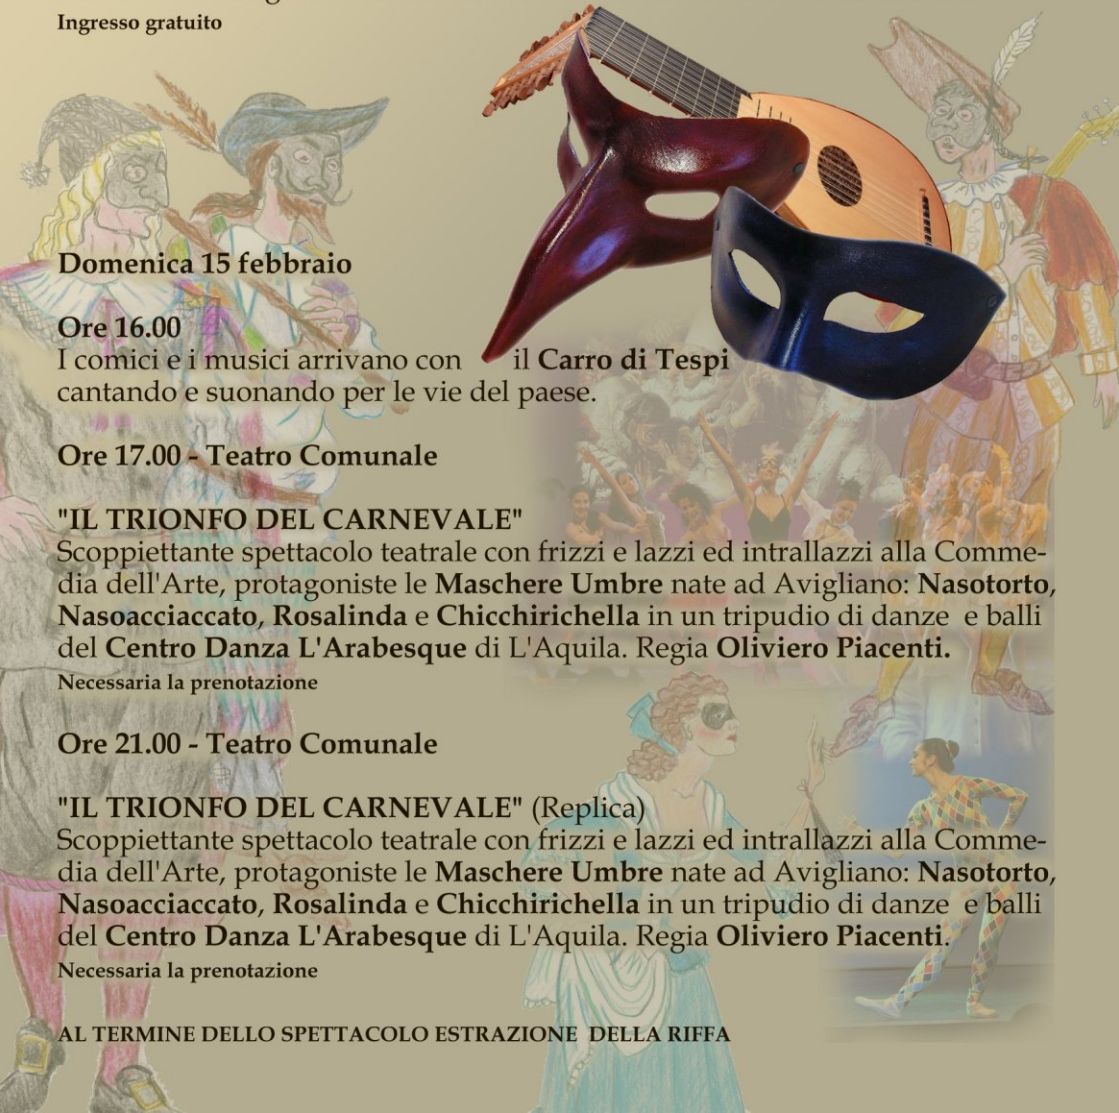 Ingresso gratuito
Domenica 15 febbraio
Ore 16.00
I comici e i musici arrivano con il Carro di Tespi
cantando e suonando per le vie del paese.
Ore 17.00 - Teatro Comunale
"IL TRIONFO DEL CARNEVALE"
Scoppiettante spettacolo teatrale con frizzi e lazzi ed intrallazzi alla Comme-
dia dell'Arte, protagoniste le Maschere Umbre nate ad Avigliano: Nasotorto,
Nasoacciaccato, Rosalinda e Chicchirichella in un tripudio di danze e balli
del Centro Danza L'Arabesque di L'Aquila. Regia Oliviero Piacenti.
Necessaria la prenotazione
Ore 21.00 - Teatro Comunale
"IL TRIONFO DEL CARNEVALE" (Replica)
Scoppiettante spettacolo teatrale con frizzi e lazzi ed intrallazzi alla Comme-
dia dell'Arte, protagoniste le Maschere Umbre nate ad Avigliano: Nasotorto,
Nasoacciaccato, Rosalinda e Chicchirichella in un tripudio di danze e balli
del Centro Danza L'Arabesque di L'Aquila. Regia Oliviero Piacenti.
Necessaria la prenotazione
AL TERMINE DELLO SPETTACOLO ESTRAZIONE DELLA RIFFA